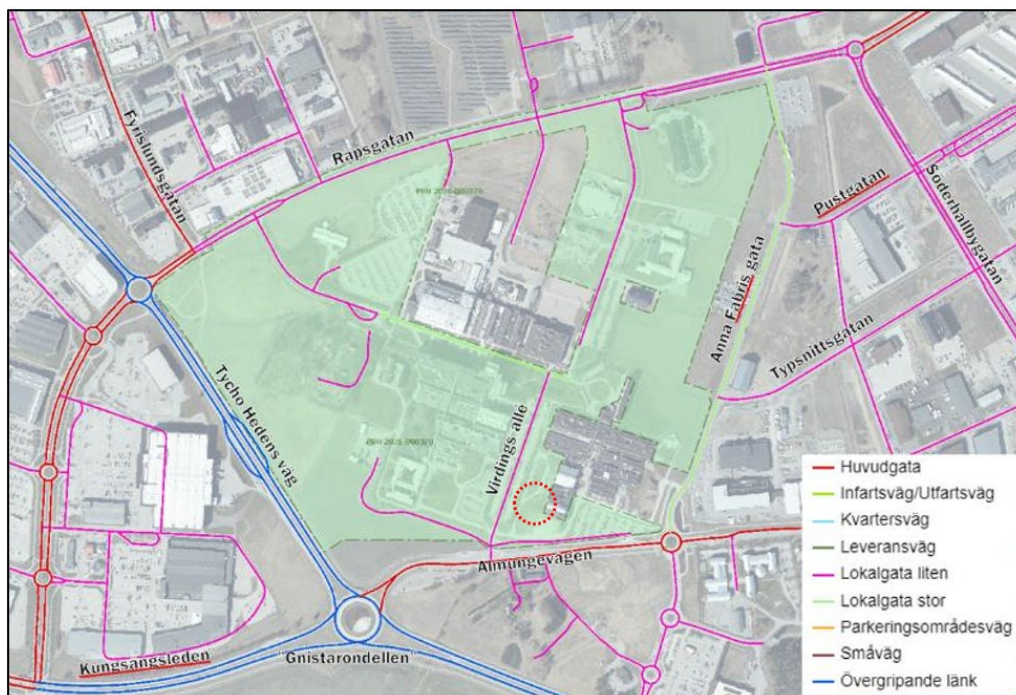 Fyrislundsgatan
Rapsgatan
Pustgatan
Söderhällbygatan
Anna Fabris gata
Typsnittsgatan
Tycho Hedens väg
Virdings allé
Almungevägen
Kungsängsleden
"Gnistarondellen"
Huvudgata
Infartsväg/Utfartsväg
Kvartersväg
Leveransväg
Lokalgata liten
Lokalgata stor
Parkeringsområdesväg
Småväg
Övergripande länk